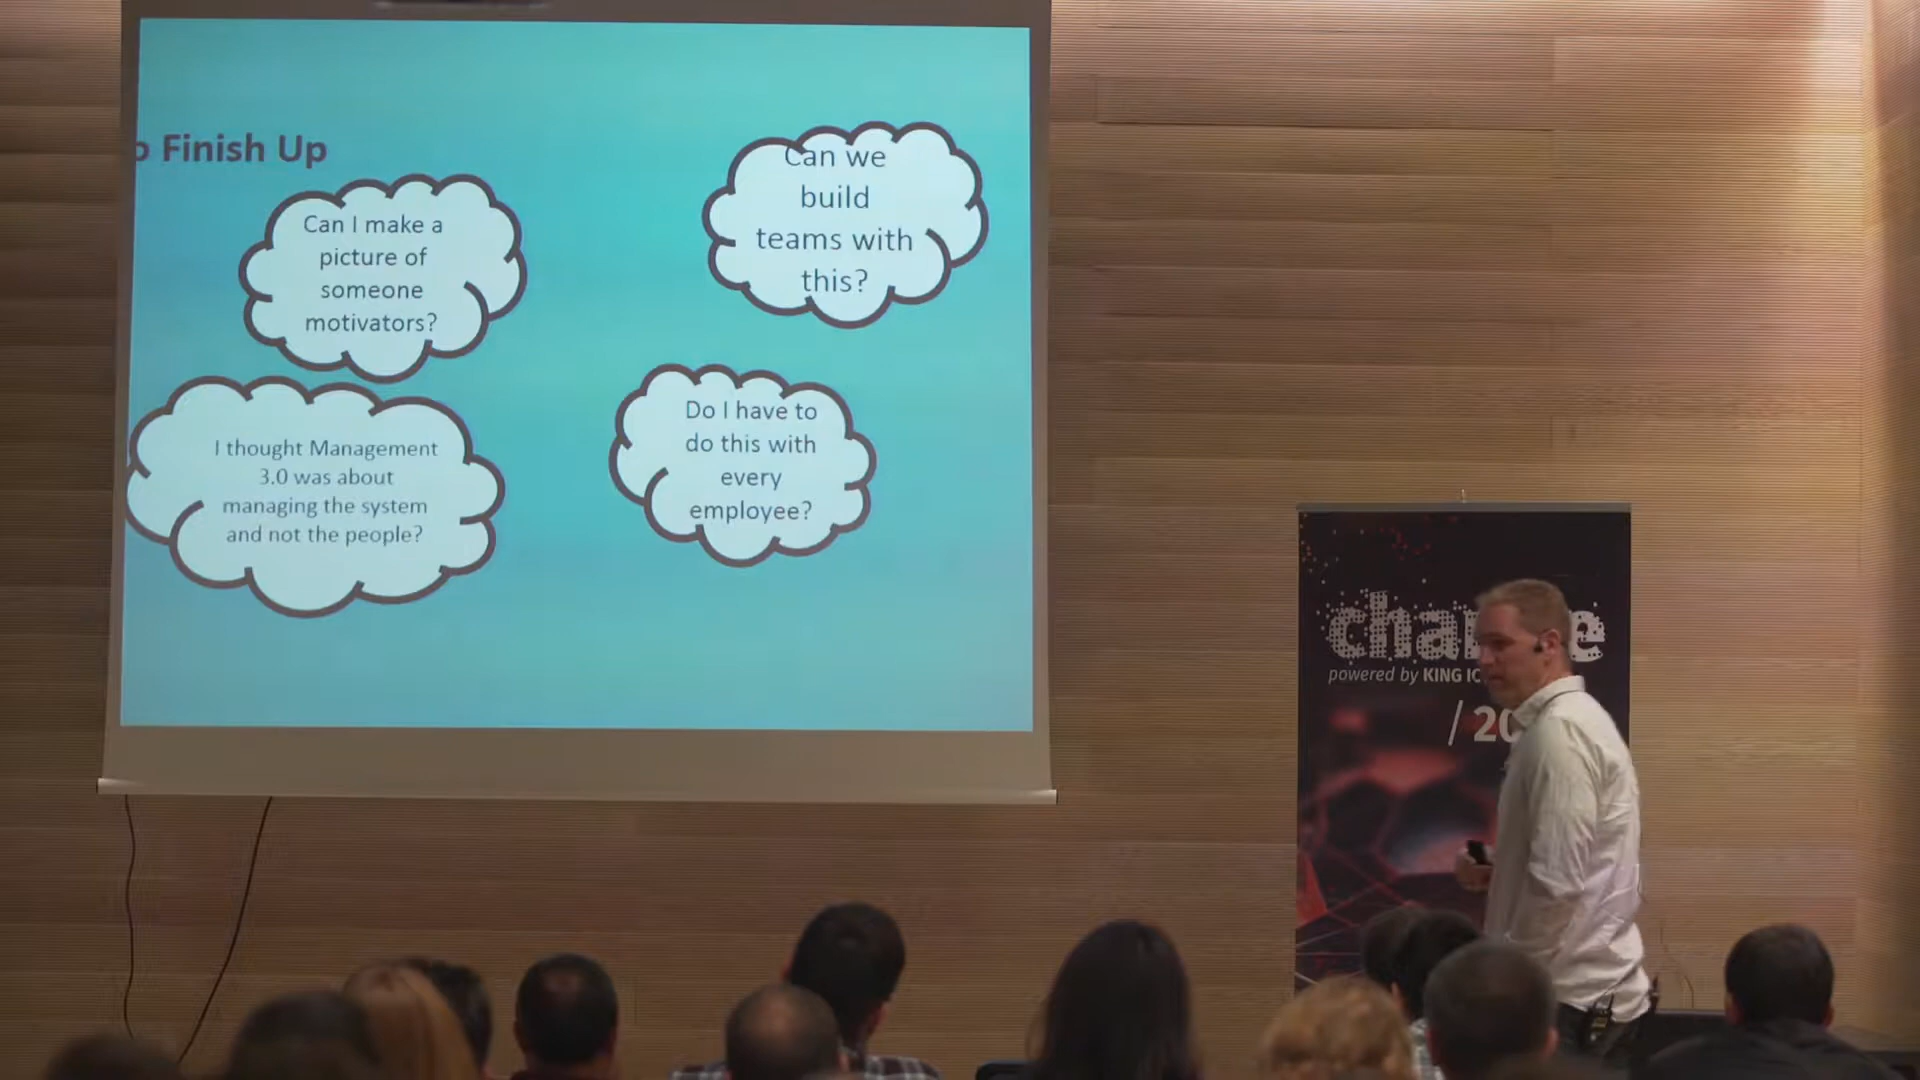 Finish Up
Can I make a
picture of
someone
motivators?
Can we
build
teams with
this?
I thought Management
3.0 was about
managing the system
and not the people?
Do I have to
do this with
every
employee?
powered by KING
/